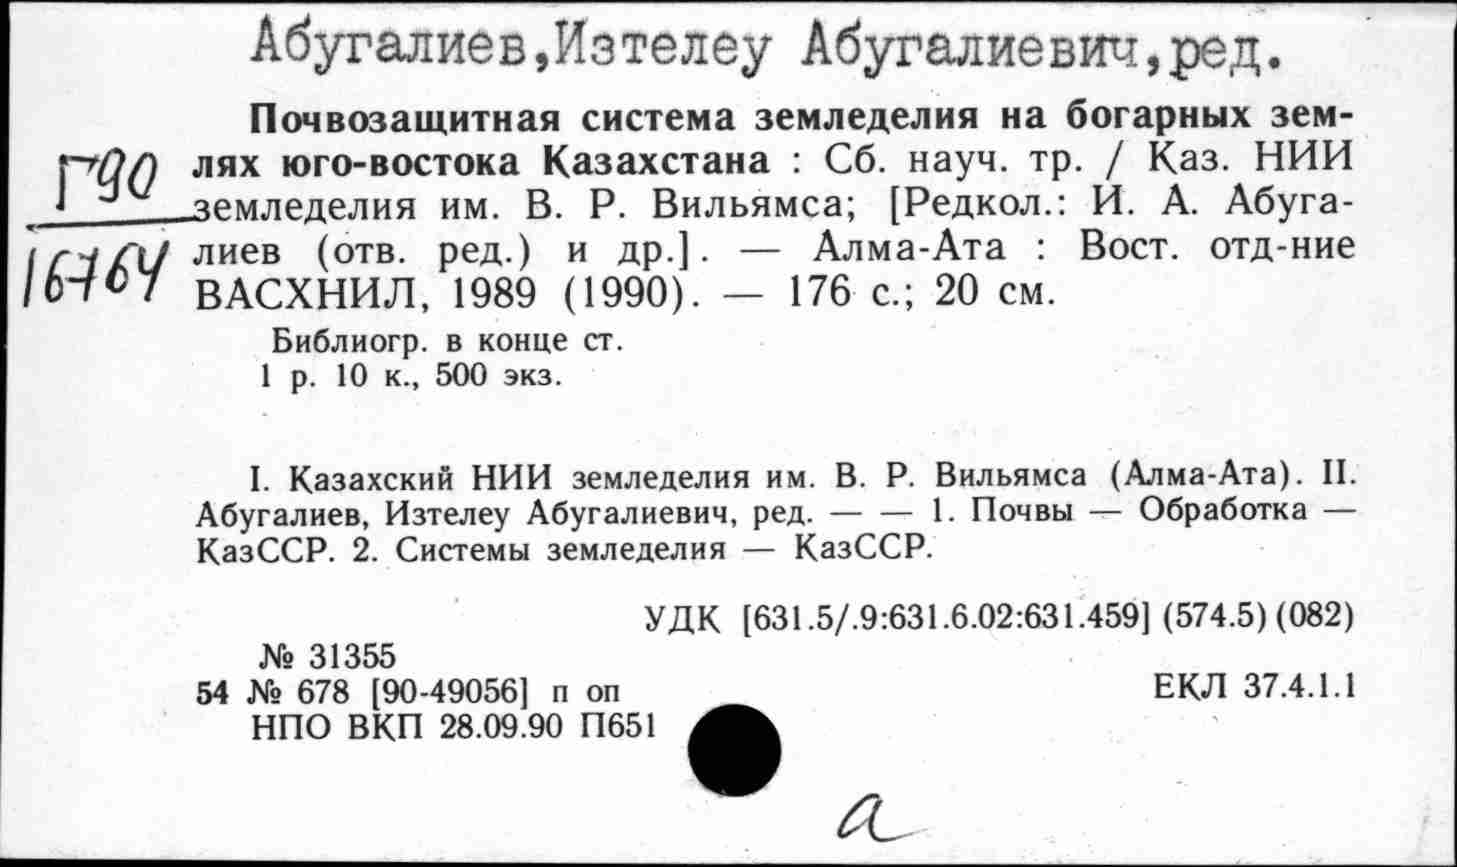 Абугалиев,Изтелеу Абугалиевич,ред.
Почвозащитная система земледелия на богарных зем-
Г90 лях юго-востока Казахстана : Сб. науч. тр. / Каз. НИИ
земледелия им. В. Р. Вильямса; [Редкол.: И. А. Абуга-
лиев (отв. ред.) и др.]. — Алма-Ата : Вост. отд-ние
ВАСХНИЛ, 1989 (1990). — 176 с.; 20 см.
Библиогр. в конце ст.
1 р. 10 к., 500 экз.
I. Казахский НИИ земледелия им. В. Р. Вильямса (Алма-Ата). II.
Абугалиев, Изтелеу Абугалиевич, ред. — — 1. Почвы — Обработка —
КазССР. 2. Системы земледелия — КазССР.
УДК [631.5/.9:631.6.02:631.459] (574.5) (082)
№ 31355
54 № 678 [90-49056] п оп ЕКЛ 37.4.1.1
НПО ВКП 28.09.90 П651
а